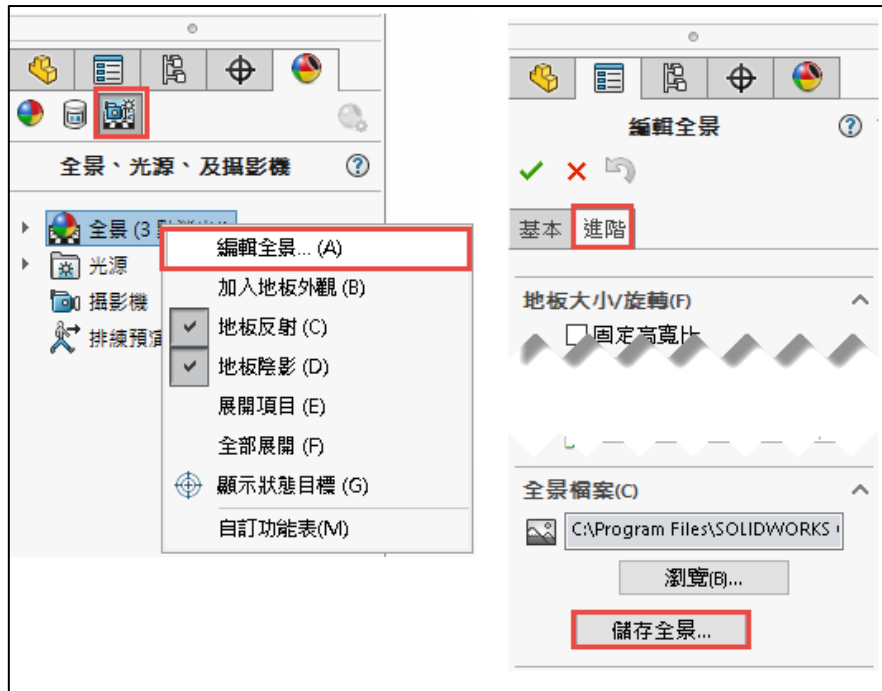 全景、光源、及攝影機
全景 (3
光源
攝影機
排練預演
編輯全景... (A)
加入地板外觀 (B)
地板反射 (C)
地板陰影 (D)
展開項目 (E)
全部展開 (F)
顯示狀態目標 (G)
自訂功能表(M)
編輯全景
基本 進階
地板大小/旋轉(F)
固定高寬比
全景檔案(C)
C:\Program Files\SOLIDWORKS
瀏覽(B)...
儲存全景...